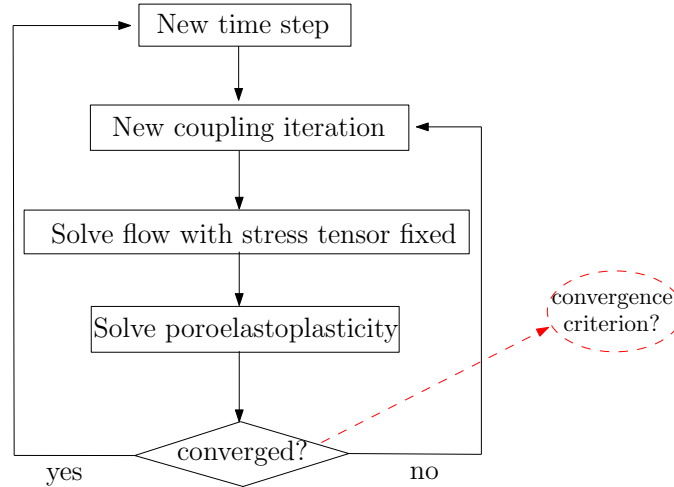 New time step
New coupling iteration
Solve flow with stress tensor fixed
convergence
criterion?
Solve poroelastoplasticity
converged?
yes
no